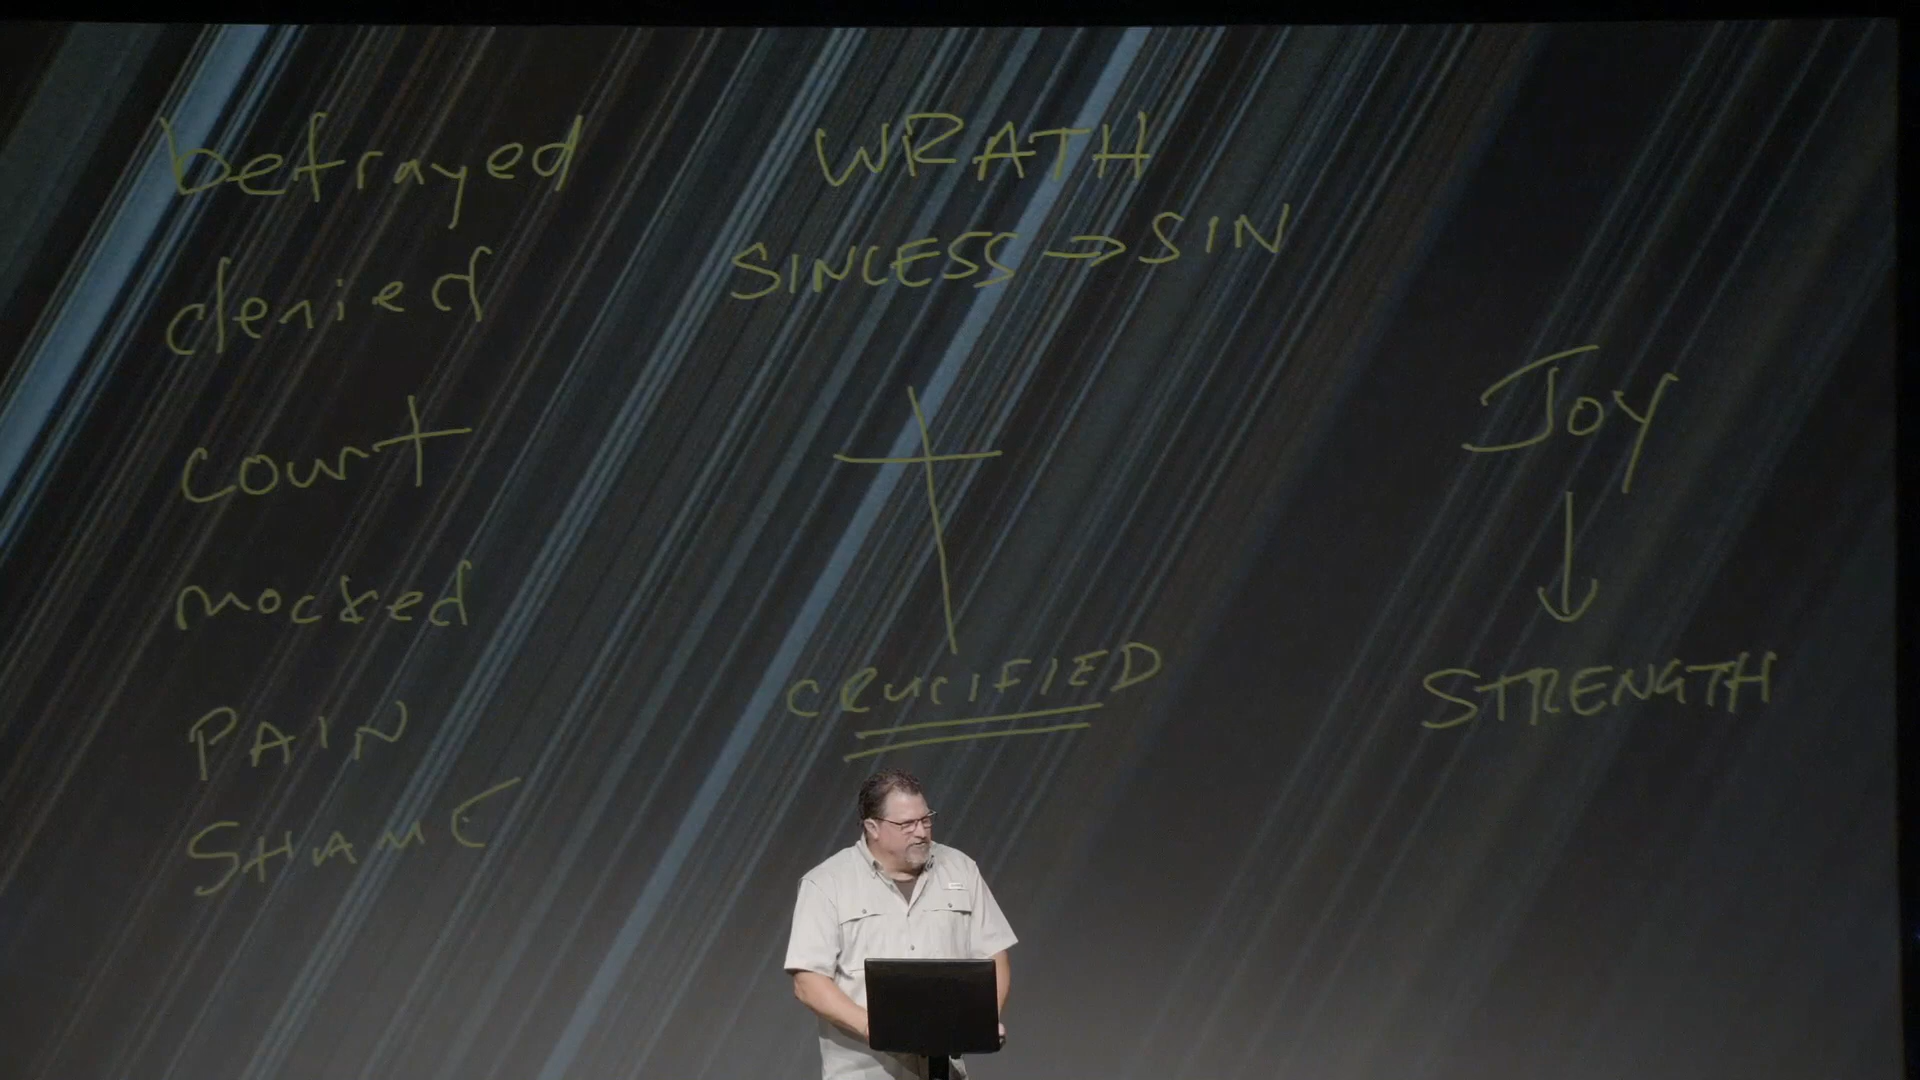 betrayed
denied
court
mocked
PAIN
SHAME
WRATH
SINLESS → SIN
CRUCIFIED
Joy
↓
STRENGTH